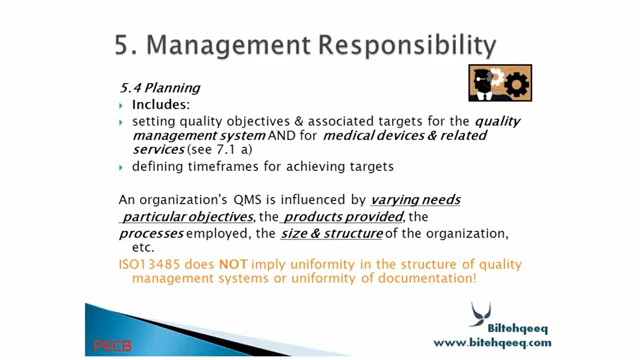 5. Management Responsibility
5.4 Planning
Includes:
setting quality objectives & associated targets for the quality
management system AND for medical devices & related
services (see 7.1 a)
defining timeframes for achieving targets
An organization's QMS is influenced by varying needs
particular objectives, the products provided, the
processes employed, the size & structure of the organization,
etc.
ISO13485 does NOT imply uniformity in the structure of quality
management systems or uniformity of documentation!
PECB
Biltehqeeq
www.bitehqeeq.com